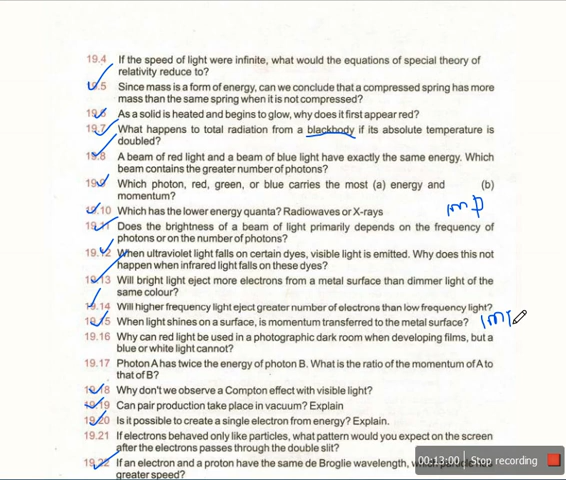 19.4 If the speed of light were infinite, what would the equations of special theory of
relativity reduce to?
19.5 Since mass is a form of energy, can we conclude that a compressed spring has more
mass than the same spring when it is not compressed?
19.6 As a solid is heated and begins to glow, why does it first appear red?
19.7 What happens to total radiation from a blackbody if its absolute temperature is
doubled?
19.8 A beam of red light and a beam of blue light have exactly the same energy. Which
beam contains the greater number of photons?
19.9 Which photon, red, green, or blue carries the most (a) energy and (b)
momentum?
19.10 Which has the lower energy quanta? Radiowaves or X-rays
imp
19.11 Does the brightness of a beam of light primarily depends on the frequency of
photons or on the number of photons?
19.12 When ultraviolet light falls on certain dyes, visible light is emitted. Why does this not
happen when infrared light falls on these dyes?
19.13 Will bright light eject more electrons from a metal surface than dimmer light of the
same colour?
19.14 Will higher frequency light eject greater number of electrons than low frequency light?
19.15 When light shines on a surface, is momentum transferred to the metal surface?
19.16 Why can red light be used in a photographic dark room when developing films, but a
blue or white light cannot?
19.17 Photon A has twice the energy of photon B. What is the ratio of the momentum of A to
that of B?
19.18 Why don't we observe a Compton effect with visible light?
19.19 Can pair production take place in vacuum? Explain
19.20 Is it possible to create a single electron from energy? Explain.
19.21 If electrons behaved only like particles, what pattern would you expect on the screen
after the electrons passes through the double slit?
19.22 If an electron and a proton have the same de Broglie wavelength,
greater speed?
00:13:00 Stop recording